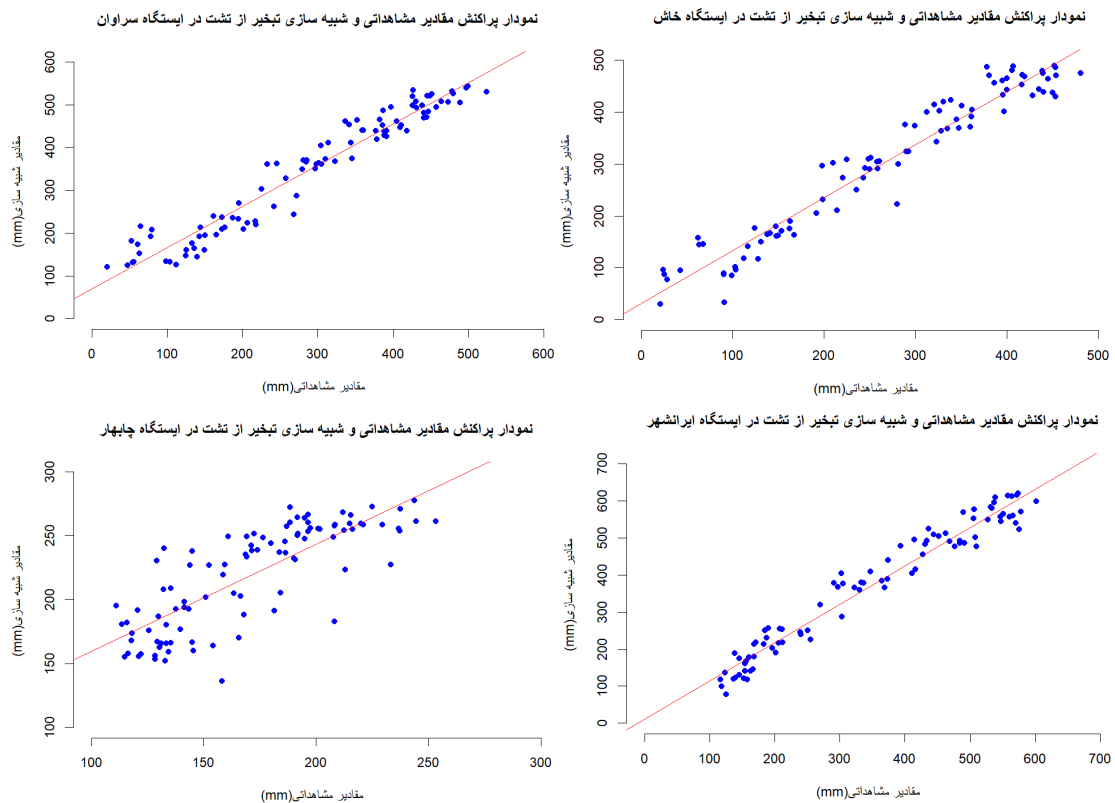 نمودار پراکنش مقادیر مشاهداتی و شبیه سازی تبخیر از تشت در ایستگاه سراوان
مقادیر شبیه سازی(mm)
600
500
400
300
200
100
0
0 100 200 300 400 500 600
مقادیر مشاهداتی(mm)
نمودار پراکنش مقادیر مشاهداتی و شبیه سازی تبخیر از تشت در ایستگاه خاش
مقادیر شبیه سازی(mm)
500
400
300
200
100
0
0 100 200 300 400 500
مقادیر مشاهداتی(mm)
نمودار پراکنش مقادیر مشاهداتی و شبیه سازی تبخیر از تشت در ایستگاه چابهار
مقادیر شبیه سازی(mm)
300
250
200
150
100
100 150 200 250 300
مقادیر مشاهداتی(mm)
نمودار پراکنش مقادیر مشاهداتی و شبیه سازی تبخیر از تشت در ایستگاه ایرانشهر
مقادیر شبیه سازی(mm)
700
600
500
400
300
200
100
0
0 100 200 300 400 500 600 700
مقادیر مشاهداتی(mm)